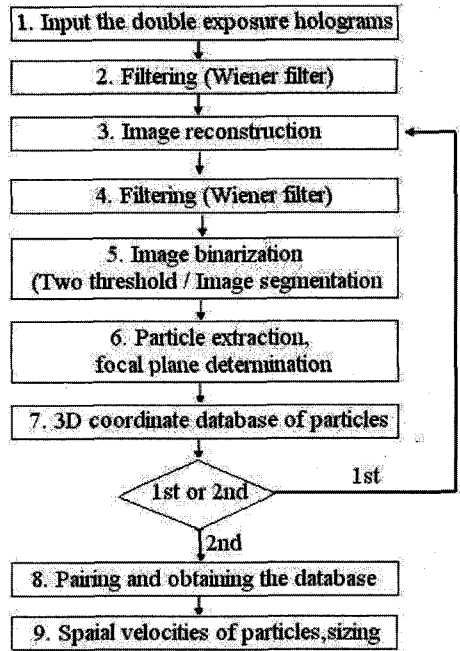 1. Input the double exposure holograms
2. Filtering (Wiener filter)
3. Image reconstruction
4. Filtering (Wiener filter)
5. Image binarization
(Two threshold / Image segmentation
6. Particle extraction,
focal plane determination
7. 3D coordinate database of particles
1st or 2nd
1st
2nd
8. Pairing and obtaining the database
9. Spaial velocities of particles,sizing